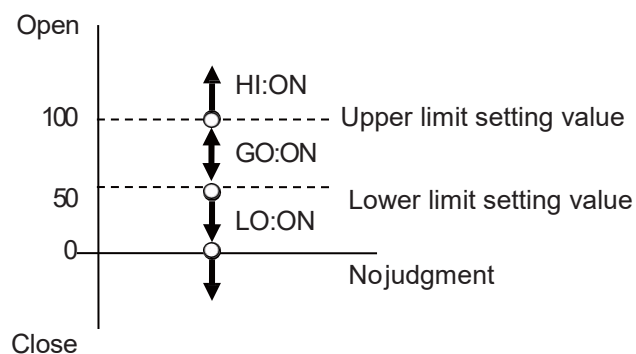 Open
HI:ON
100
Upper limit setting value
GO:ON
50
Lower limit setting value
LO:ON
0
Nojudgment
Close